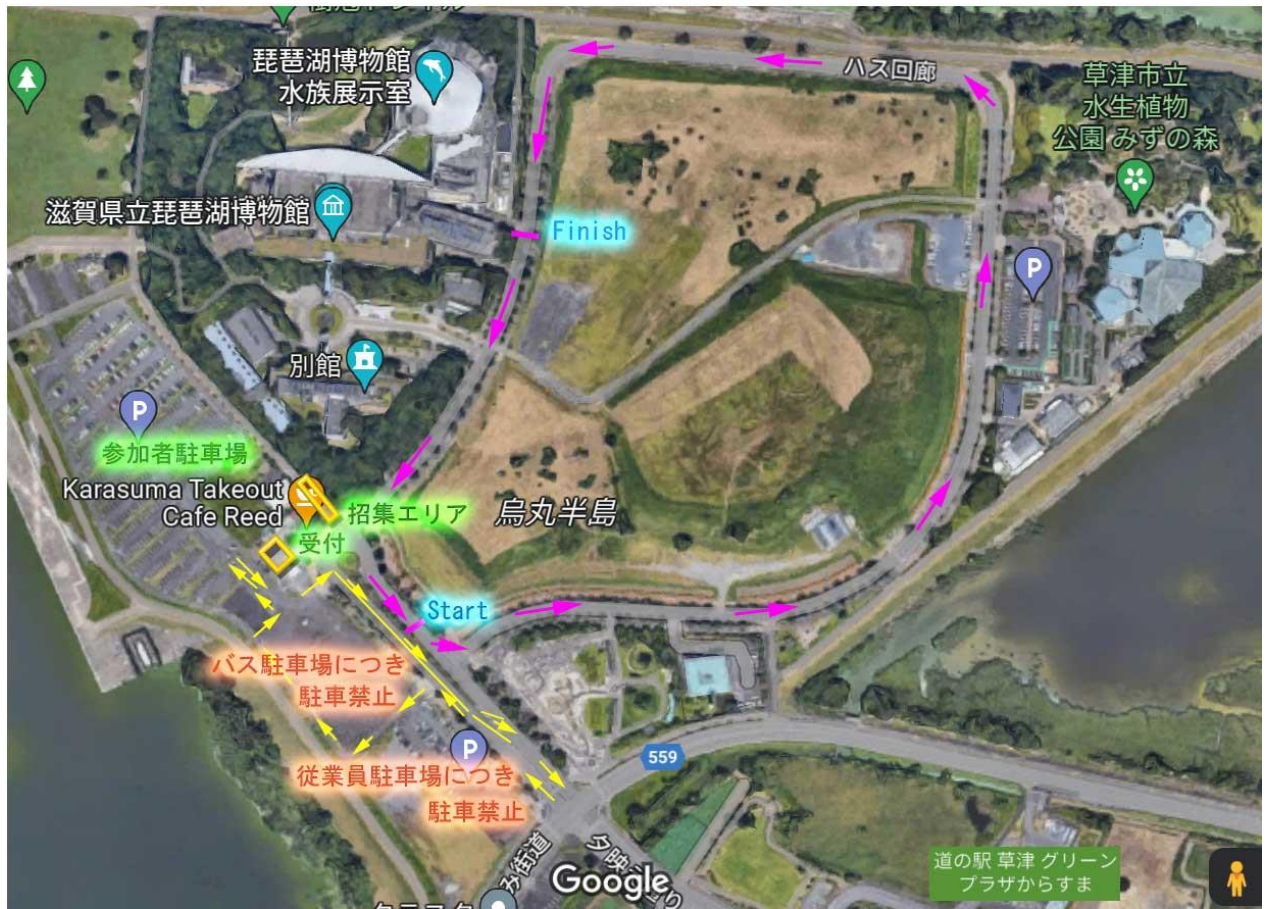 琵琶湖博物館
水族展示室
ハス回廊
草津市立
水生植物
公園 みずの森
滋賀県立琵琶湖博物館
Finish
P
別館
P
参加者駐車場
Karasuma Takeout
Cafe Reed
招集エリア
受付
烏丸半島
Start
バス駐車場につき
駐車禁止
P
従業員駐車場につき
駐車禁止
559
み街道
Google
道の駅 草津 グリーン
プラザからすま